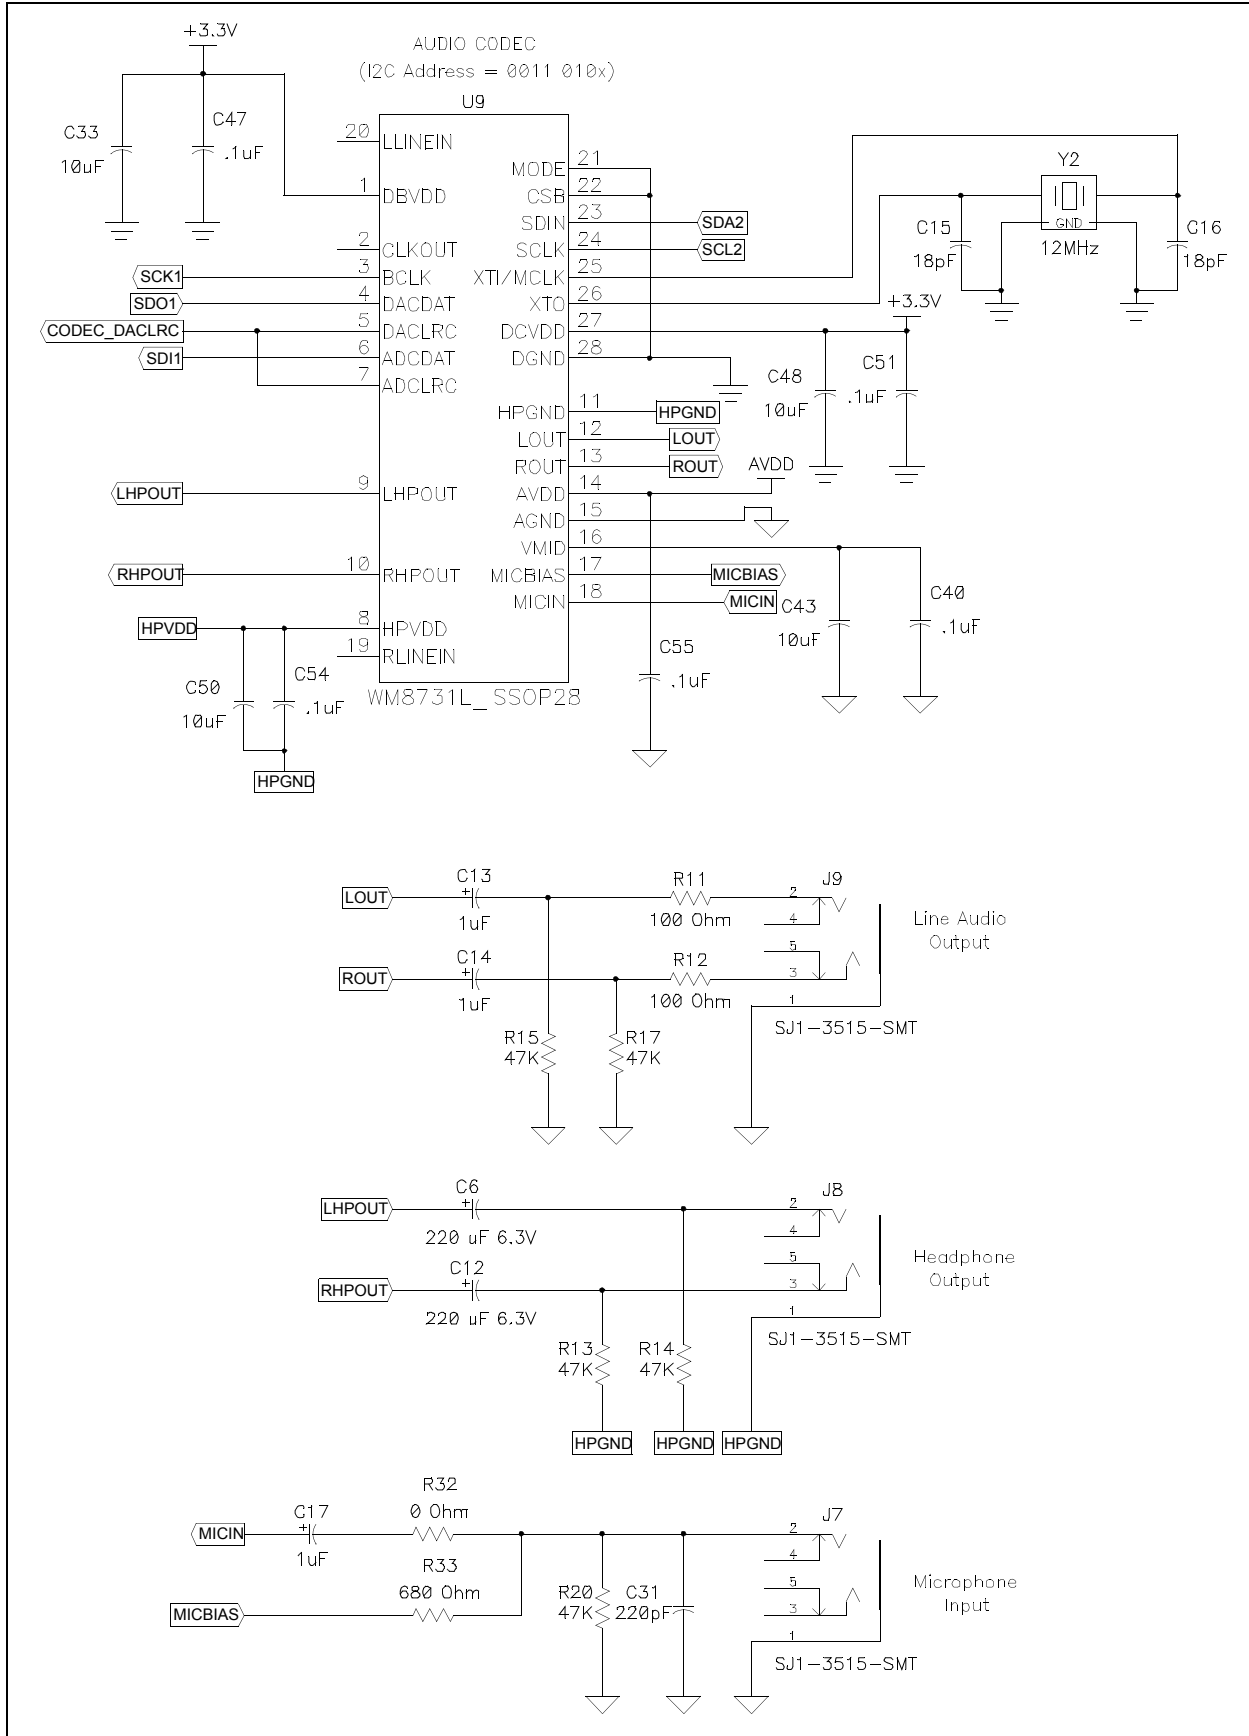 +3.3V
AUDIO CODEC
(I2C Address = 0011 010x)
U9
C33
10uF
C47
.1uF
20 LLINEIN
1 DBVDD
2 CLKOUT
SCK1 3 BCLK
SDO1 4 DACDAT
CODEC_DACLRC 5 DACLRC
SDI1 6 ADCDAT
7 ADCLRC
LHPOUT 9 LHPOUT
RHPOUT 10 RHPOUT
HPVDD 8 HPVDD
19 RLINEIN
MODE 21
CSB 22
SDIN 23 SDA2
SCLK 24 SCL2
XTI/MCLK 25
XTO 26
DCVDD 27
DGND 28
HPGND 11 HPGND
LOUT 12 LOUT
ROUT 13 ROUT
AVDD 14 AVDD
AGND 15
VMID 16
MICBIAS 17 MICBIAS
MICIN 18 MICIN
WM8731L_SSOP28
Y2
GND
12MHz
C15
18pF
C16
18pF
+3.3V
C48
10uF
C51
.1uF
C43
10uF
C40
.1uF
C55
.1uF
C50
10uF
C54
.1uF
HPGND
LOUT
C13
1uF
R11
100 Ohm
J9
2
4
5
3
1
Line Audio
Output
ROUT
C14
1uF
R12
100 Ohm
SJ1-3515-SMT
R15
47K
R17
47K
LHPOUT
C6
220 uF 6.3V
J8
2
4
5
3
1
Headphone
Output
RHPOUT
C12
220 uF 6.3V
SJ1-3515-SMT
R13
47K
R14
47K
HPGND HPGND HPGND
MICIN
C17
1uF
R32
0 Ohm
J7
2
4
5
3
1
Microphone
Input
MICBIAS
R33
680 Ohm
R20
47K
C31
220pF
SJ1-3515-SMT